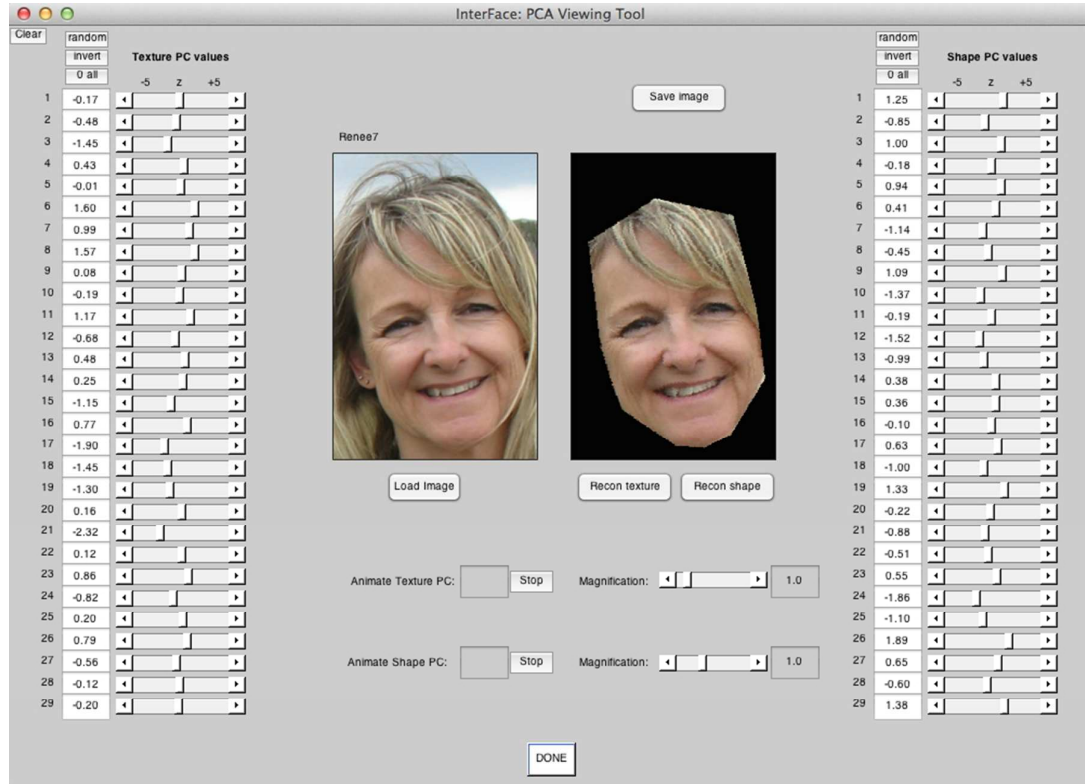 InterFace: PCA Viewing Tool
Clear
random
invert
0 all
Texture PC values
-5 z +5
1 -0.17
2 -0.48
3 -1.45
4 0.43
5 -0.01
6 1.60
7 0.99
8 1.57
9 0.08
10 -0.19
11 1.17
12 -0.68
13 0.48
14 0.25
15 -1.15
16 0.77
17 -1.90
18 -1.45
19 -1.30
20 0.16
21 -2.32
22 0.12
23 0.86
24 -0.82
25 0.20
26 0.79
27 -0.56
28 -0.12
29 -0.20
Save image
Renee7
Load Image
Recon texture
Recon shape
Animate Texture PC:
Stop
Magnification:
1.0
Animate Shape PC:
Stop
Magnification:
1.0
DONE
random
invert
0 all
Shape PC values
-5 z +5
1 1.25
2 -0.85
3 1.00
4 -0.18
5 0.94
6 0.41
7 -1.14
8 -0.45
9 1.09
10 -1.37
11 -0.19
12 -1.52
13 -0.99
14 0.38
15 0.36
16 -0.10
17 0.63
18 -1.00
19 1.33
20 -0.22
21 -0.88
22 -0.51
23 0.55
24 -1.86
25 -1.10
26 1.89
27 0.65
28 -0.60
29 1.38